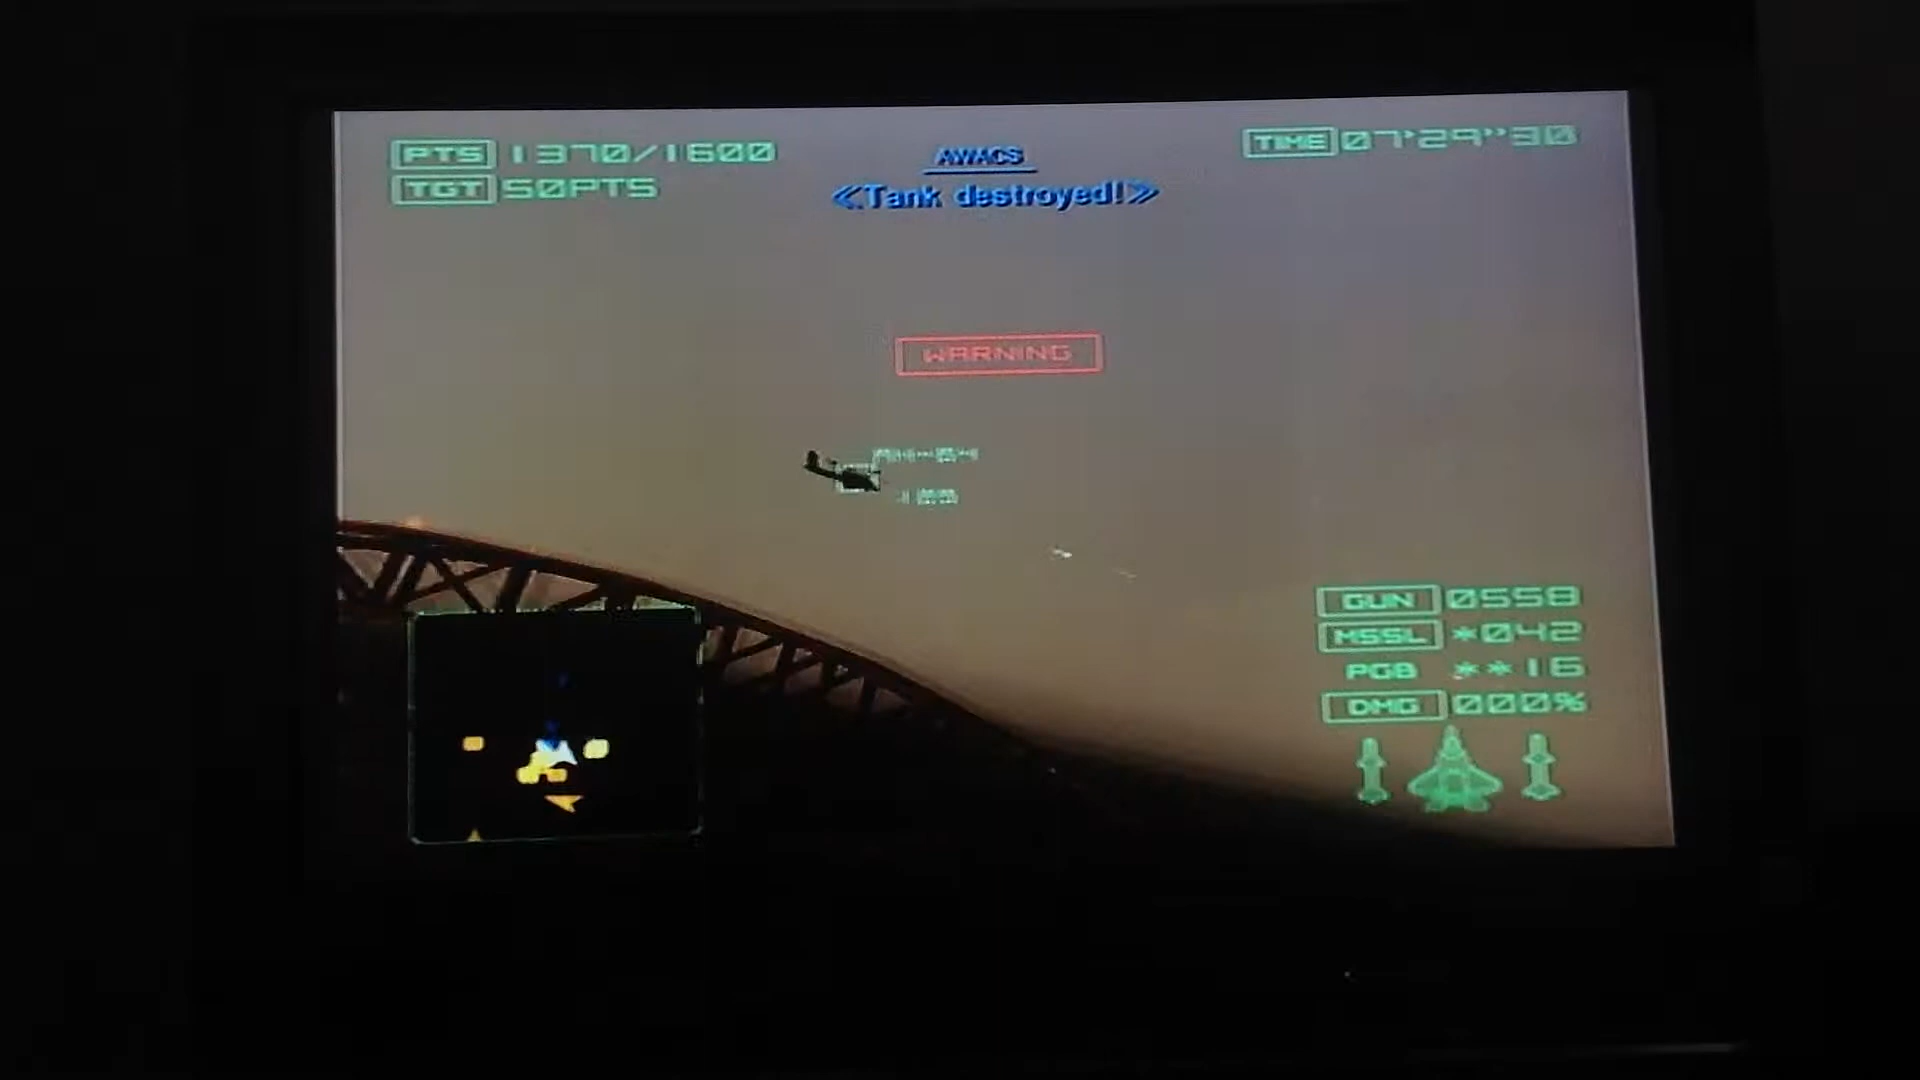 PTS 1370/1600
TGT 50PTS
AWACS
<<Tank destroyed!>>
TIME 07'29"30
WARNING
GUN 0558
MSSL *042
PGB **16
DMG 000%